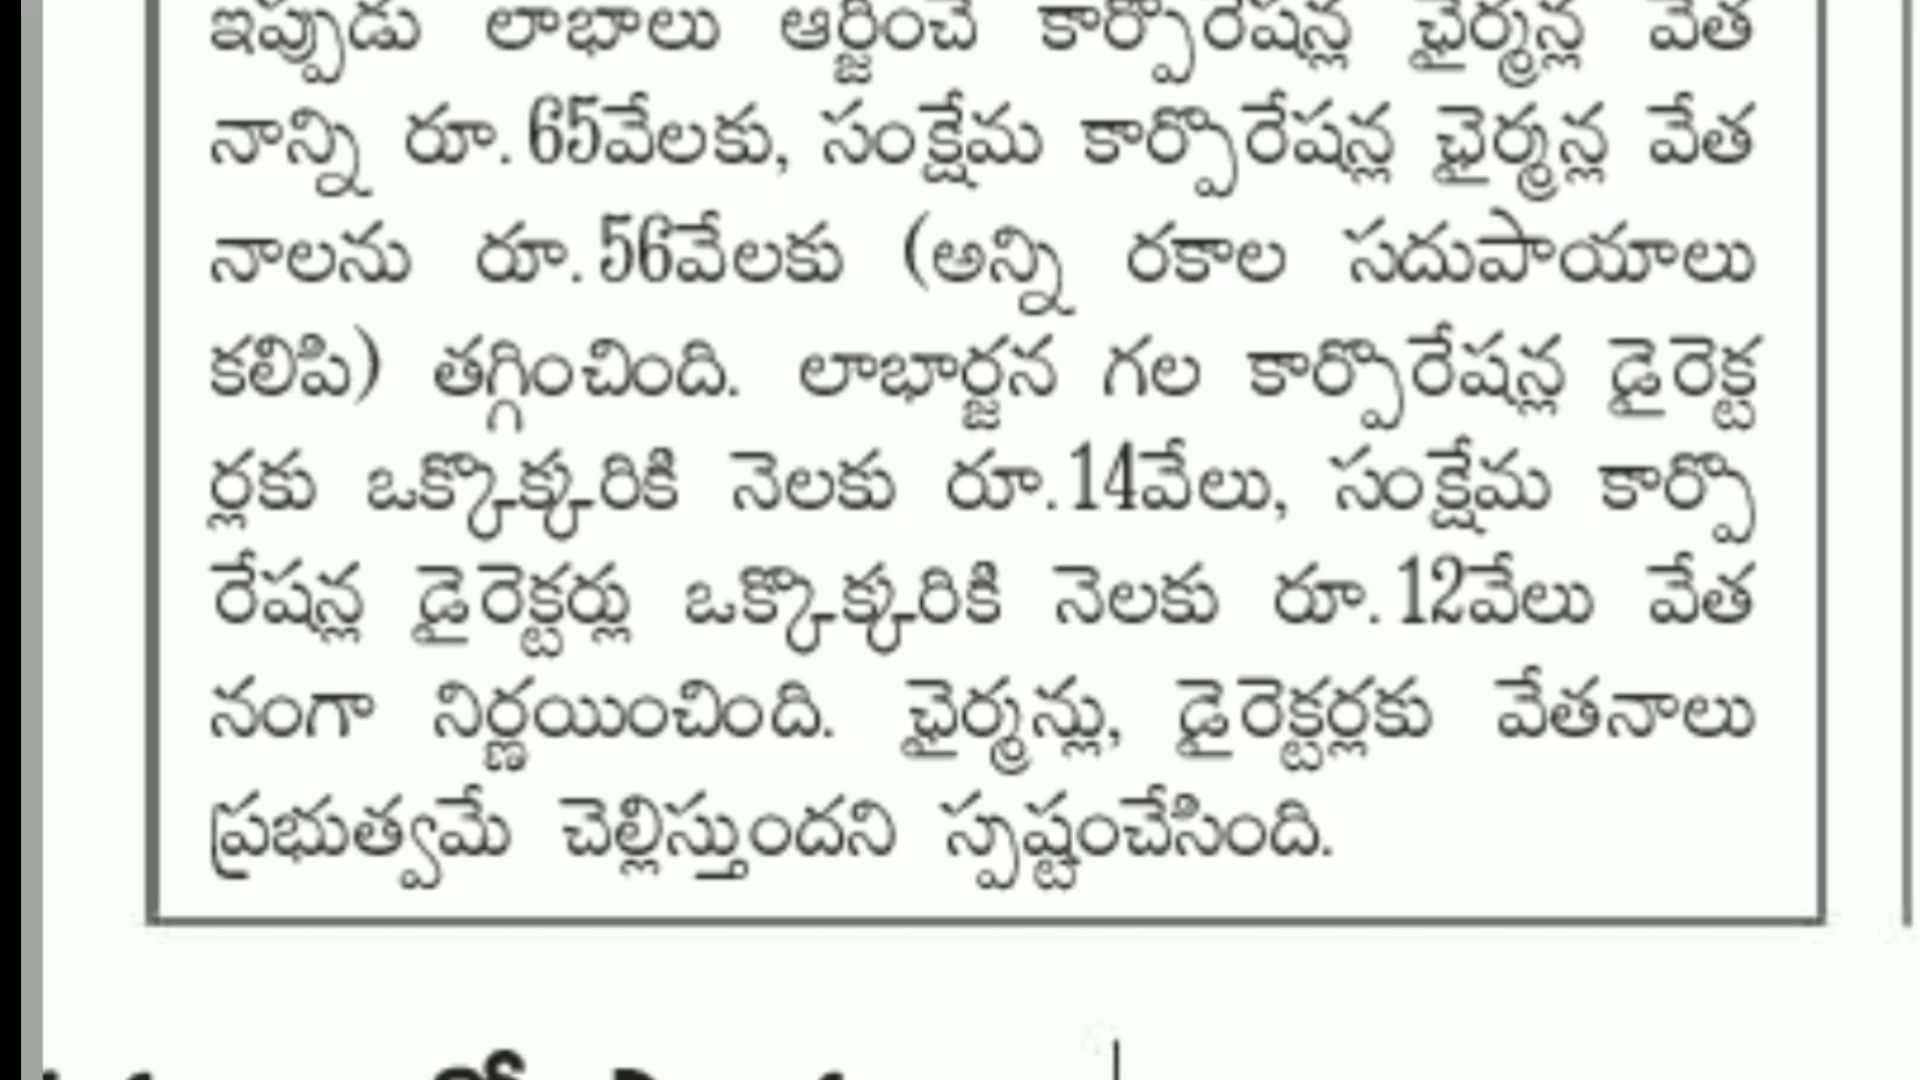 ఇప్పుడు లాభాలు ఆర్జించే కార్పొరేషన్ల ఛైర్మన్ల వేత
నాన్ని రూ.65వేలకు, సంక్షేమ కార్పొరేషన్ల ఛైర్మన్ల వేత
నాలను రూ.56వేలకు (అన్ని రకాల సదుపాయాలు
కలిపి) తగ్గించింది. లాభార్జన గల కార్పొరేషన్ల డైరెక్ట
ర్లకు ఒక్కొక్కరికి నెలకు రూ.14వేలు, సంక్షేమ కార్పొ
రేషన్ల డైరెక్టర్లు ఒక్కొక్కరికి నెలకు రూ.12వేలు వేత
నంగా నిర్ణయించింది. ఛైర్మన్లు, డైరెక్టర్లకు వేతనాలు
ప్రభుత్వమే చెల్లిస్తుందని స్పష్టంచేసింది.